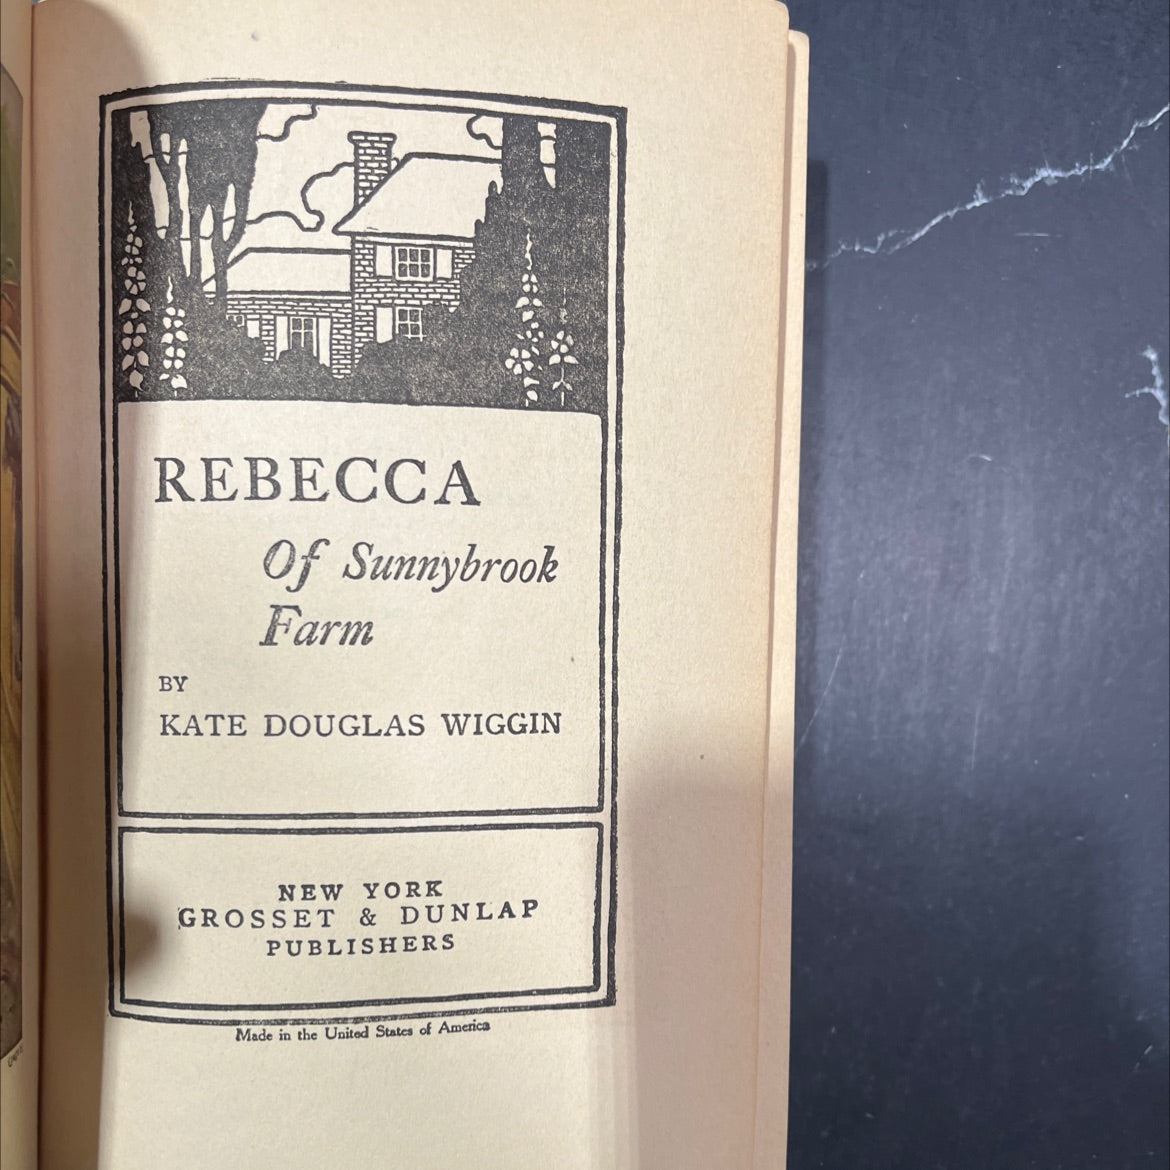 REBECCA
Of Sunnybrook
Farm
BY
KATE DOUGLAS WIGGIN
NEW YORK
GROSSET & DUNLAP
PUBLISHERS
Made in the United States of America